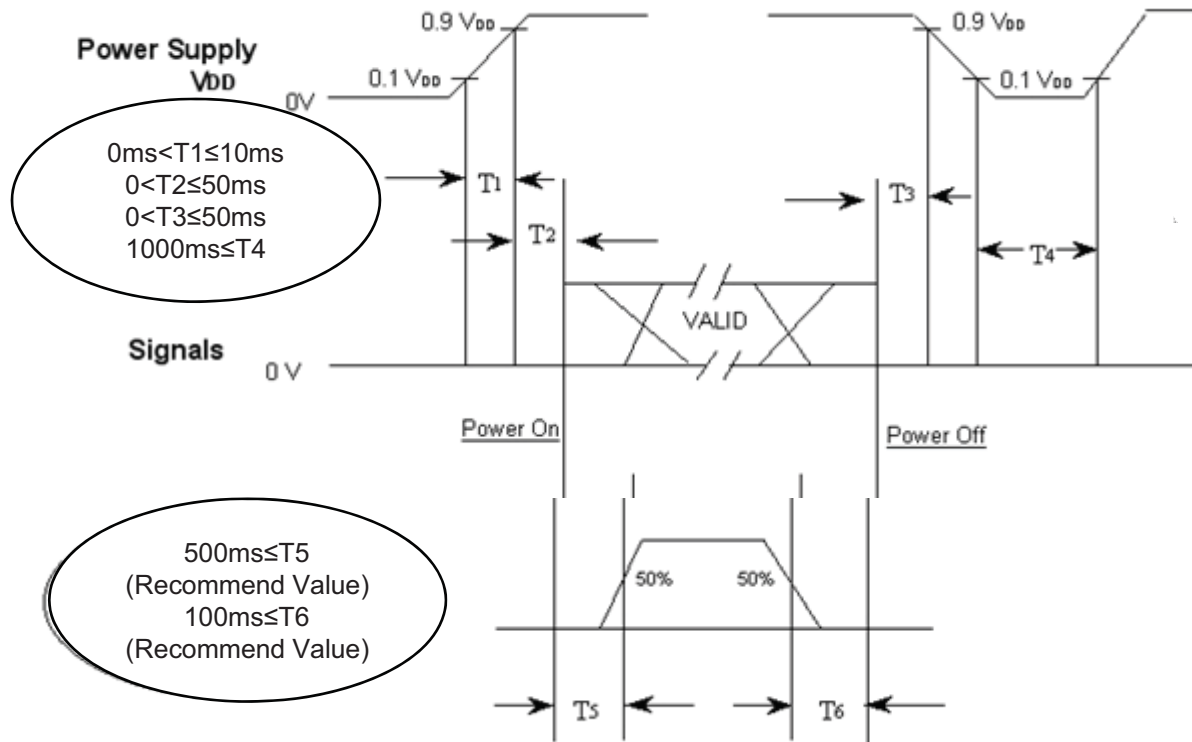 0.9 VDD
0.9 VDD
Power Supply
VDD
0.1 VDD
0.1 VDD
0V
0ms<T1≤10ms
0<T2≤50ms
0<T3≤50ms
1000ms≤T4
T1
T3
T2
T4
VALID
Signals
0 V
Power On
Power Off
500ms≤T5
(Recommend Value)
100ms≤T6
(Recommend Value)
50%
50%
T5
T6